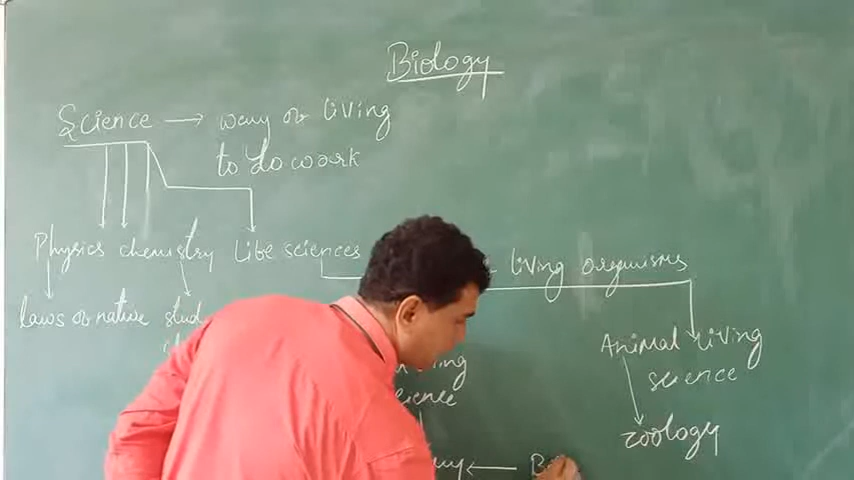 Biology
Science → way of living
to do work
Physics chemistry Life sciences living organisms
laws of native
Animal living
science
zoology